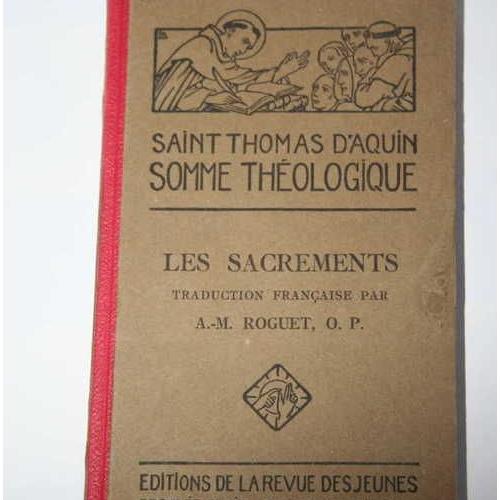 SAINT THOMAS D'AQUIN
SOMME THÉOLOGIQUE
LES SACREMENTS
TRADUCTION FRANÇAISE PAR
A.-M. ROGUET, O. P.
EDITIONS DE LA REVUE DES JEUNES